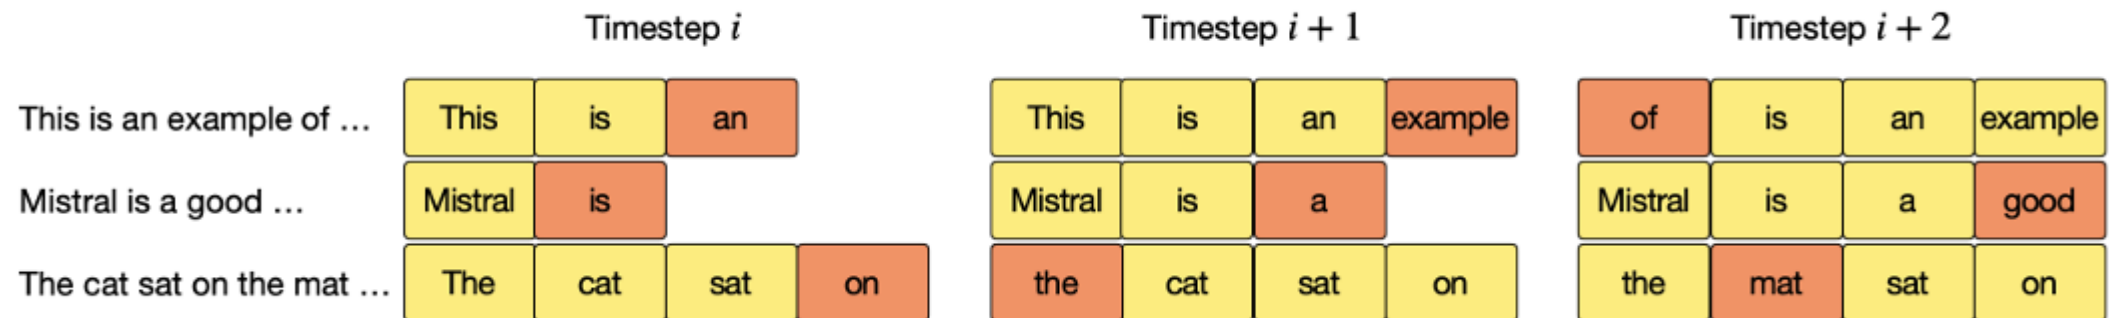 Timestep i Timestep i + 1 Timestep i + 2
This is an example of ... This is an This is an example of is an example
Mistral is a good ... Mistral is Mistral is a Mistral is a good
The cat sat on the mat ... The cat sat on the cat sat on the mat sat on